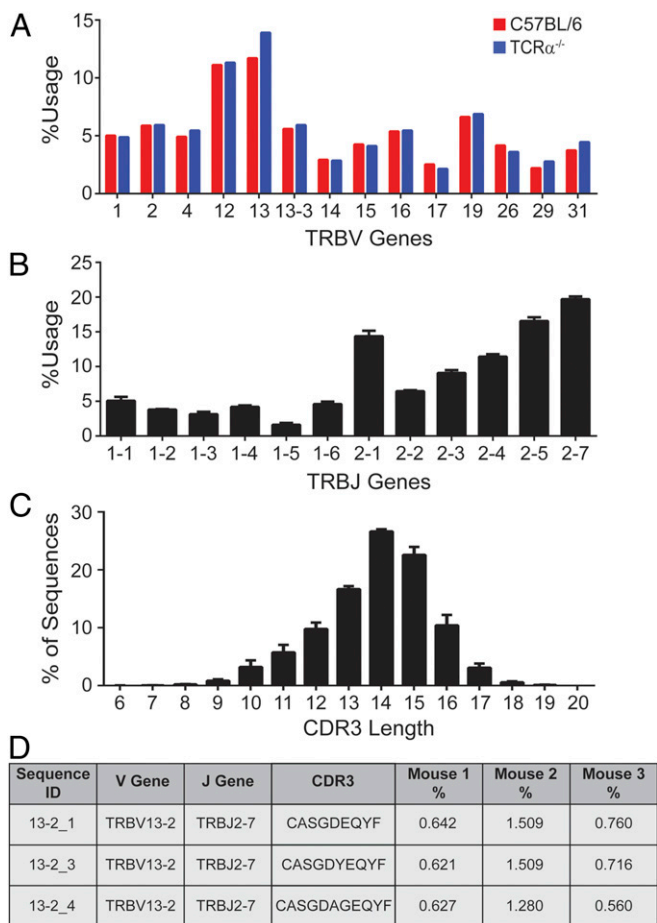 A
C57BL/6
TCRα-/-
%Usage
15
10
5
0
1 2 4 12 13 13-3 14 15 16 17 19 26 29 31
TRBV Genes
B
%Usage
25
20
15
10
5
0
1-1 1-2 1-3 1-4 1-5 1-6 2-1 2-2 2-3 2-4 2-5 2-7
TRBJ Genes
C
% of Sequences
30
20
10
0
6 7 8 9 10 11 12 13 14 15 16 17 18 19 20
CDR3 Length
D
Sequence ID V Gene J Gene CDR3 Mouse 1 % Mouse 2 % Mouse 3 %
13-2_1 TRBV13-2 TRBJ2-7 CASGDEQYF 0.642 1.509 0.760
13-2_3 TRBV13-2 TRBJ2-7 CASGDYEQYF 0.621 1.509 0.716
13-2_4 TRBV13-2 TRBJ2-7 CASGDAGEQYF 0.627 1.280 0.560